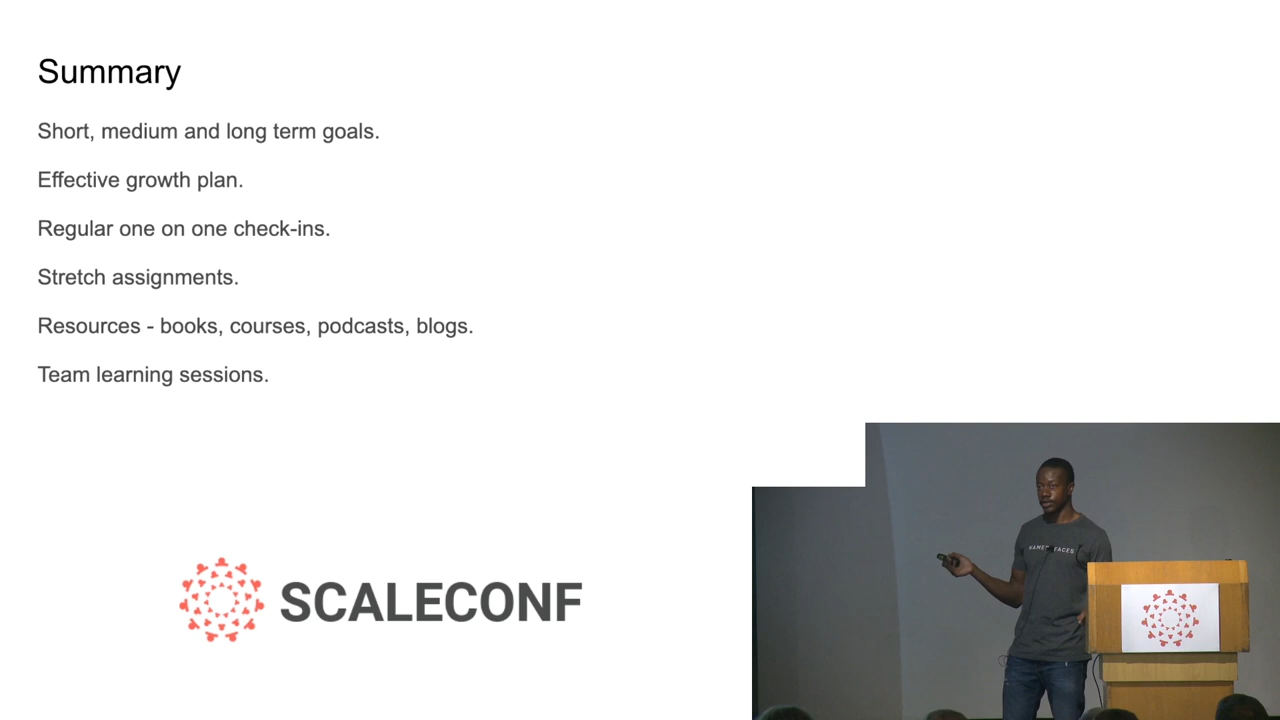 Summary
Short, medium and long term goals.
Effective growth plan.
Regular one on one check-ins.
Stretch assignments.
Resources - books, courses, podcasts, blogs.
Team learning sessions.
SCALECONF
FACES